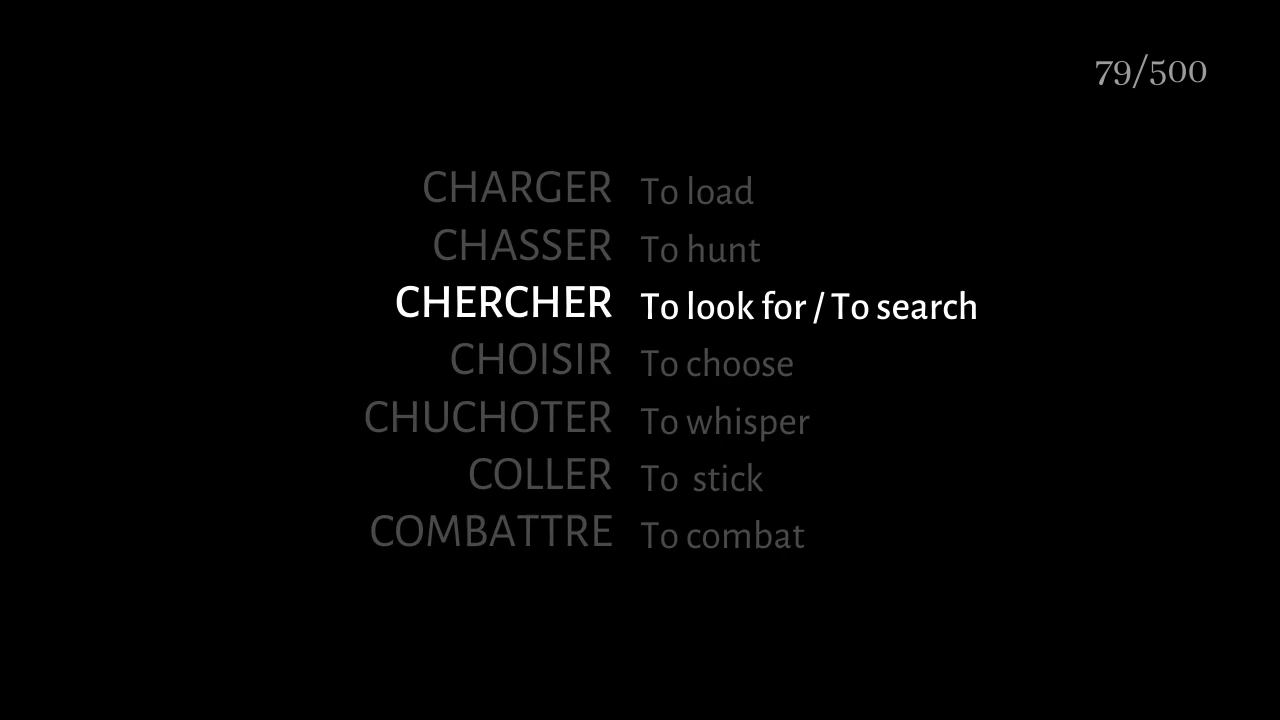 79/500
CHARGER To load
CHASSER To hunt
CHERCHER To look for / To search
CHOISIR To choose
CHUCHOTER To whisper
COLLER To  stick
COMBATTRE To combat